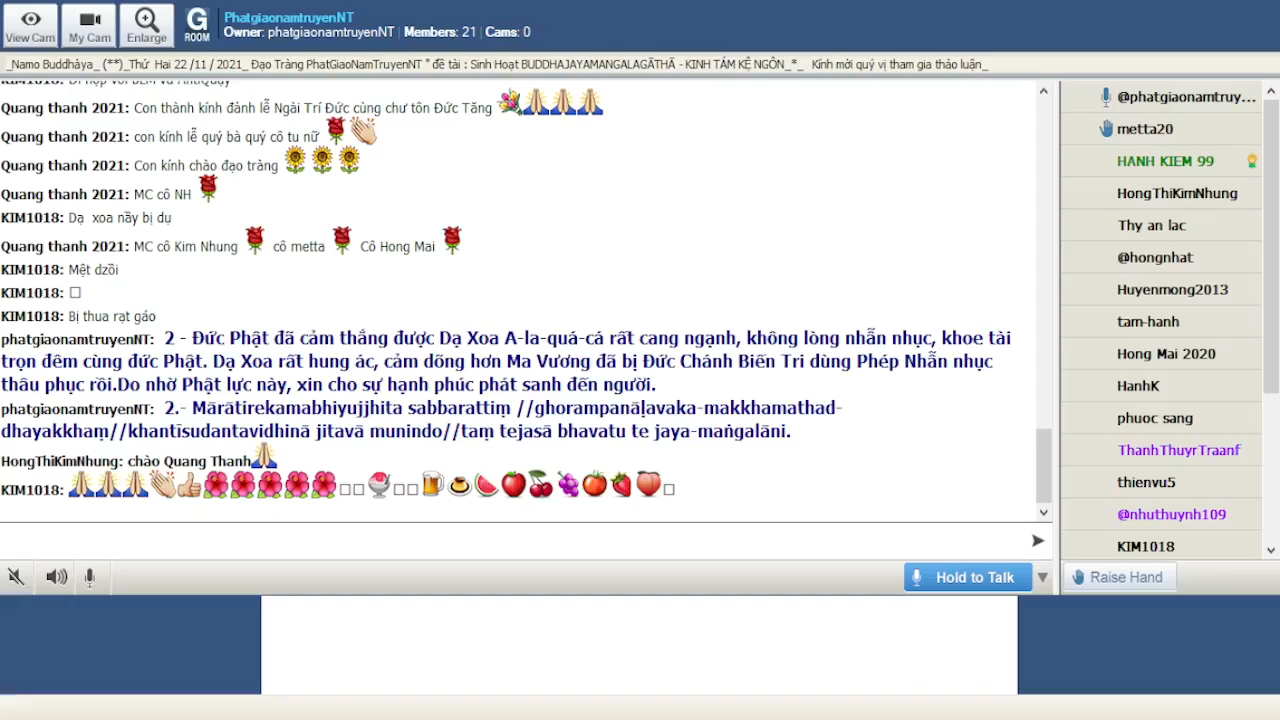 View Cam
My Cam
Enlarge
G
ROOM
PhatgiaonamtruyenNT
Owner: phatgiaonamtruyenNT | Members: 21 | Cams: 0
_Namo Buddhàya_ (**)_Thứ Hai 22 /11 / 2021_ Đạo Tràng PhatGiaoNamTruyenNT * đề tài : Sinh Hoạt BUDDHAJAYAMANGALAGĀTHĀ - KINH TÁM KỆ NGÔN_*_ Kính mời quý vị tham gia thảo luận_
Quang thanh 2021: Con thành kính đảnh lễ Ngài Trí Đức cùng chư tôn Đức Tăng
Quang thanh 2021: con kính lễ quý bà quý cô tu nữ
Quang thanh 2021: Con kính chào đạo tràng
Quang thanh 2021: MC cô NH
KIM1018: Dạ xoa nầy bị dụ
Quang thanh 2021: MC cô Kim Nhung cô metta Cô Hong Mai
KIM1018: Mệt dzồi
KIM1018:
KIM1018: Bị thua rạt gáo
phatgiaonamtruyenNT: 2 - Đức Phật đã cảm thắng được Dạ Xoa A-la-quá-cá rất cang ngạnh, không lòng nhẫn nhục, khoe tài
trọn đêm cùng đức Phật. Dạ Xoa rất hung ác, cảm dõng hơn Ma Vương đã bị Đức Chánh Biến Tri dùng Phép Nhẫn nhục
thâu phục rồi.Do nhờ Phật lực này, xin cho sự hạnh phúc phát sanh đến người.
phatgiaonamtruyenNT: 2.- Mārātirekamabhiyujjhita sabbarattiṃ //ghorampanāḷavaka-makkhamathad-
dhayakkhaṃ//khantīsudantavidhinā jitavā munindo//taṃ tejasā bhavatu te jaya-maṅgalāni.
HongThiKimNhung: chào Quang Thanh
KIM1018:
Hold to Talk
@phatgiaonamtruy...
metta20
HANH KIEM 99
HongThiKimNhung
Thy an lac
@hongnhat
Huyenmong2013
tam-hanh
Hong Mai 2020
HanhK
phuoc sang
ThanhThuyrTraanf
thienvu5
@nhuthuynh109
KIM1018
Raise Hand